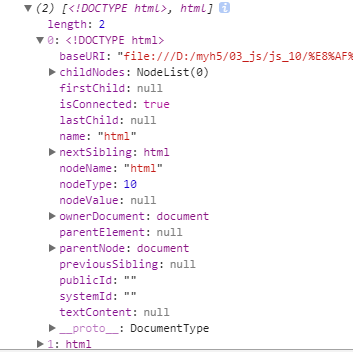 ▼ (2) [<!DOCTYPE html>, html] i
length: 2
▼ 0: <!DOCTYPE html>
baseURI: "file:///D:/myh5/03_js/js_10/%E8%AF%
▶ childNodes: NodeList(0)
firstChild: null
isConnected: true
lastChild: null
name: "html"
▶ nextSibling: html
nodeName: "html"
nodeType: 10
nodeValue: null
▶ ownerDocument: document
parentElement: null
▶ parentNode: document
previousSibling: null
publicId: ""
systemId: ""
textContent: null
▶ __proto__: DocumentType
▶ 1: html